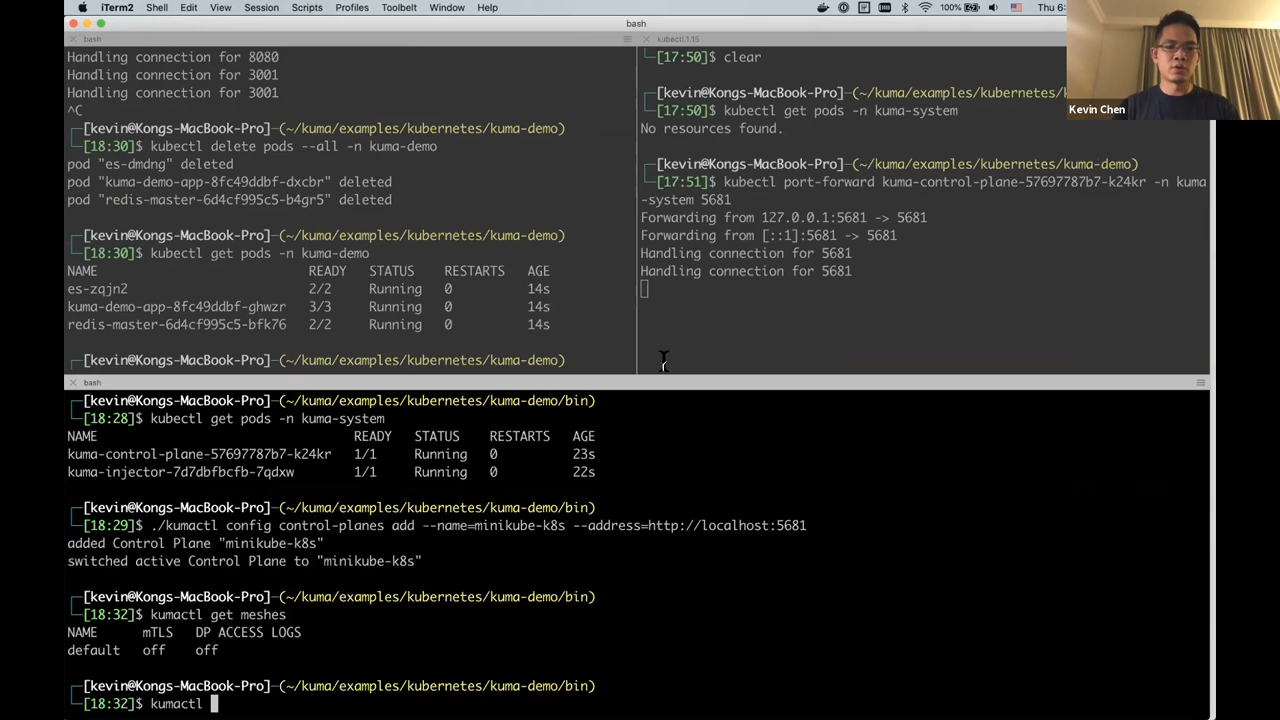 iTerm2 Shell Edit View Session Scripts Profiles Toolbelt Window Help 100% Thu 6:
bash
bash
Handling connection for 8080
Handling connection for 3001
Handling connection for 3001
^C
[kevin@Kongs-MacBook-Pro]-(~/kuma/examples/kubernetes/kuma-demo)
[18:30]$ kubectl delete pods --all -n kuma-demo
pod "es-dmdng" deleted
pod "kuma-demo-app-8fc49ddbf-dxcbr" deleted
pod "redis-master-6d4cf995c5-b4gr5" deleted
[kevin@Kongs-MacBook-Pro]-(~/kuma/examples/kubernetes/kuma-demo)
[18:30]$ kubectl get pods -n kuma-demo
NAME READY STATUS RESTARTS AGE
es-zqjn2 2/2 Running 0 14s
kuma-demo-app-8fc49ddbf-ghwzr 3/3 Running 0 14s
redis-master-6d4cf995c5-bfk76 2/2 Running 0 14s
[kevin@Kongs-MacBook-Pro]-(~/kuma/examples/kubernetes/kuma-demo)
kubectl.1.15
[17:50]$ clear
[kevin@Kongs-MacBook-Pro]-(~/kuma/examples/kubernetes/k
[17:50]$ kubectl get pods -n kuma-system
No resources found.
[kevin@Kongs-MacBook-Pro]-(~/kuma/examples/kubernetes/kuma-demo)
[17:51]$ kubectl port-forward kuma-control-plane-57697787b7-k24kr -n kuma
-system 5681
Forwarding from 127.0.0.1:5681 -> 5681
Forwarding from [::1]:5681 -> 5681
Handling connection for 5681
Handling connection for 5681
Kevin Chen
bash
[kevin@Kongs-MacBook-Pro]-(~/kuma/examples/kubernetes/kuma-demo/bin)
[18:28]$ kubectl get pods -n kuma-system
NAME READY STATUS RESTARTS AGE
kuma-control-plane-57697787b7-k24kr 1/1 Running 0 23s
kuma-injector-7d7dbfbcfb-7qdxw 1/1 Running 0 22s
[kevin@Kongs-MacBook-Pro]-(~/kuma/examples/kubernetes/kuma-demo/bin)
[18:29]$ ./kumactl config control-planes add --name=minikube-k8s --address=http://localhost:5681
added Control Plane "minikube-k8s"
switched active Control Plane to "minikube-k8s"
[kevin@Kongs-MacBook-Pro]-(~/kuma/examples/kubernetes/kuma-demo/bin)
[18:32]$ kumactl get meshes
NAME mTLS DP ACCESS LOGS
default off off
[kevin@Kongs-MacBook-Pro]-(~/kuma/examples/kubernetes/kuma-demo/bin)
[18:32]$ kumactl